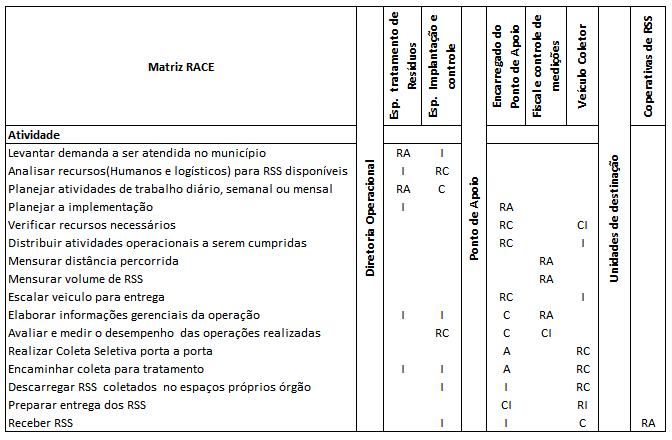 Matriz RACE
Esp. tratamento de
Resíduos
Esp. Implantação e
controle
Encarregado do
Ponto de Apoio
Fiscal e controle de
medições
Veículo Coletor
Cooperativas de RSS
Atividade
Diretoria Operacional
Ponto de Apoio
Unidades de destinação
Levantar demanda a ser atendida no município RA I
Analisar recursos(Humanos e logísticos) para RSS disponíveis I RC
Planejar atividades de trabalho diário, semanal ou mensal RA C
Planejar a implementação I RA
Verificar recursos necessários RC CI
Distribuir atividades operacionais a serem cumpridas RC I
Mensurar distância percorrida RA
Mensurar volume de RSS RA
Escalar veiculo para entrega RC I
Elaborar informações gerenciais da operação I I C RA
Avaliar e medir o desempenho das operações realizadas RC C CI
Realizar Coleta Seletiva porta a porta A RC
Encaminhar coleta para tratamento I I A RC
Descarregar RSS coletados no espaços próprios órgão I I RC
Preparar entrega dos RSS CI RI
Receber RSS I I C RA